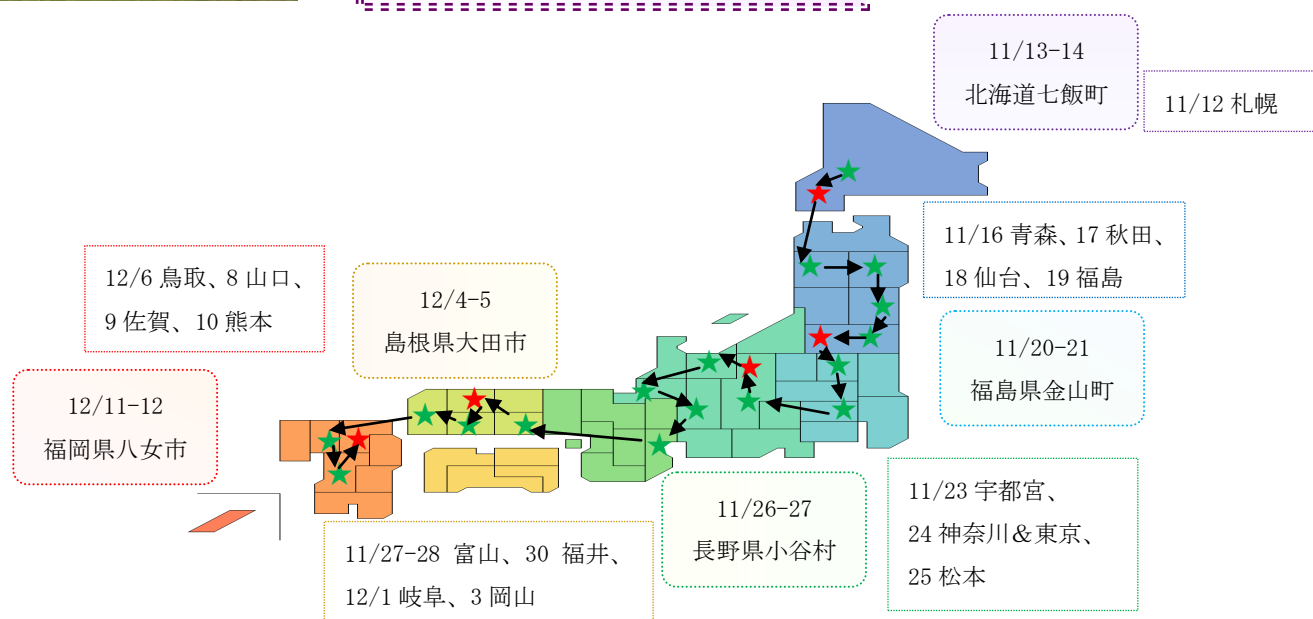 11/13-14
北海道七飯町
11/12 札幌
11/16 青森、17 秋田、
18 仙台、19 福島
11/20-21
福島県金山町
11/23 宇都宮、
24 神奈川＆東京、
25 松本
11/26-27
長野県小谷村
11/27-28 富山、30 福井、
12/1 岐阜、3 岡山
12/4-5
島根県大田市
12/6 鳥取、8 山口、
9 佐賀、10 熊本
12/11-12
福岡県八女市